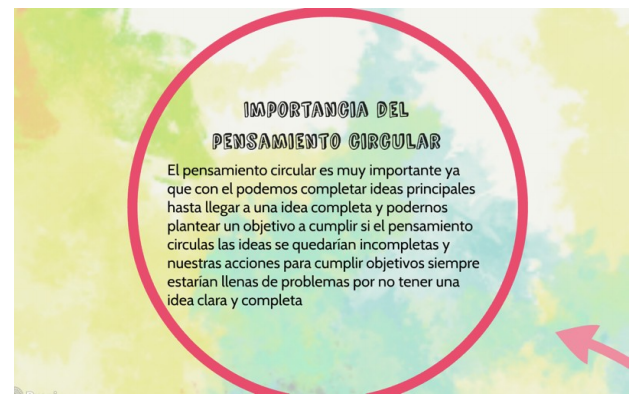 IMPORTANCIA DEL
PENSAMIENTO CIRCULAR
El pensamiento circular es muy importante ya
que con el podemos completar ideas principales
hasta llegar a una idea completa y podernos
plantear un objetivo a cumplir si el pensamiento
circulas las ideas se quedarían incompletas y
nuestras acciones para cumplir objetivos siempre
estarían llenas de problemas por no tener una
idea clara y completa